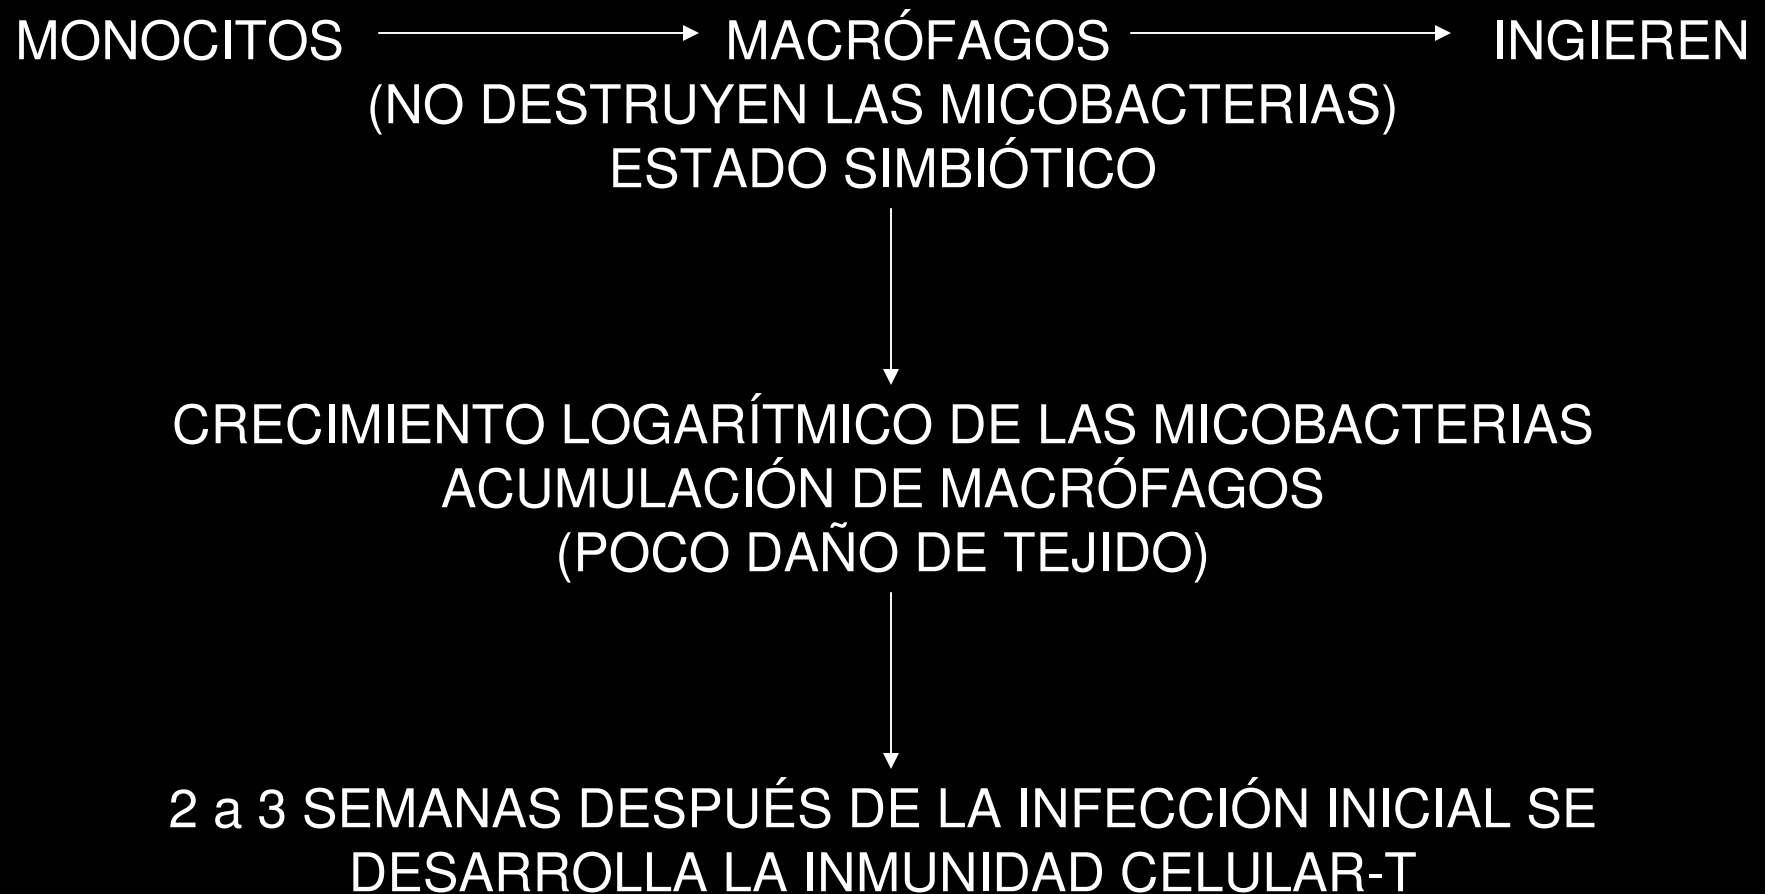 MONOCITOS MACRÓFAGOS INGIEREN
(NO DESTRUYEN LAS MICOBACTERIAS)
ESTADO SIMBIÓTICO
CRECIMIENTO LOGARÍTMICO DE LAS MICOBACTERIAS
ACUMULACIÓN DE MACRÓFAGOS
(POCO DAÑO DE TEJIDO)
2 a 3 SEMANAS DESPUÉS DE LA INFECCIÓN INICIAL SE
DESARROLLA LA INMUNIDAD CELULAR-T